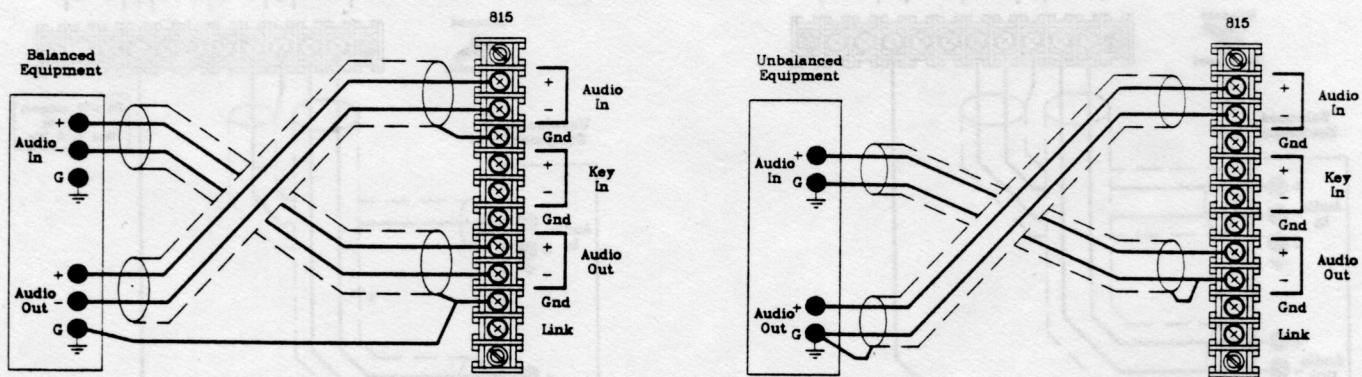 815
Balanced
Equipment
+
Audio
In
−
G
+
Audio
Out
−
G
+
−
Audio
In
Gnd
+
−
Key
In
Gnd
+
−
Audio
Out
Gnd
Link
815
Unbalanced
Equipment
Audio
In
+
G
Audio
Out
+
G
+
-
Audio
In
Gnd
+
-
Key
In
Gnd
+
-
Audio
Out
Gnd
Link